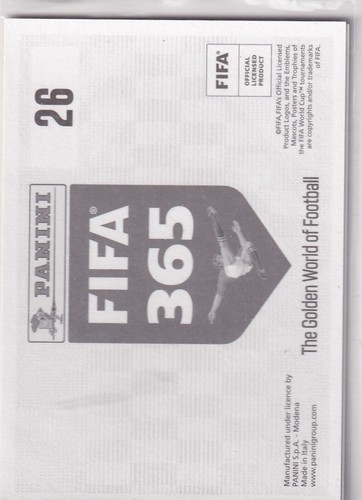 26
PANINI
FIFA®
365
The Golden World of Football
FIFA®
OFFICIAL
LICENSED
PRODUCT
©FIFA, FIFA's Official Licensed
Product Logos, and the Emblems,
Mascots, Posters and Trophies of
the FIFA World Cup™ tournaments
are copyrights and/or trademarks
of FIFA.
Manufactured under licence by
PANINI S.p.A. - Modena
Made in Italy
www.paninigroup.com